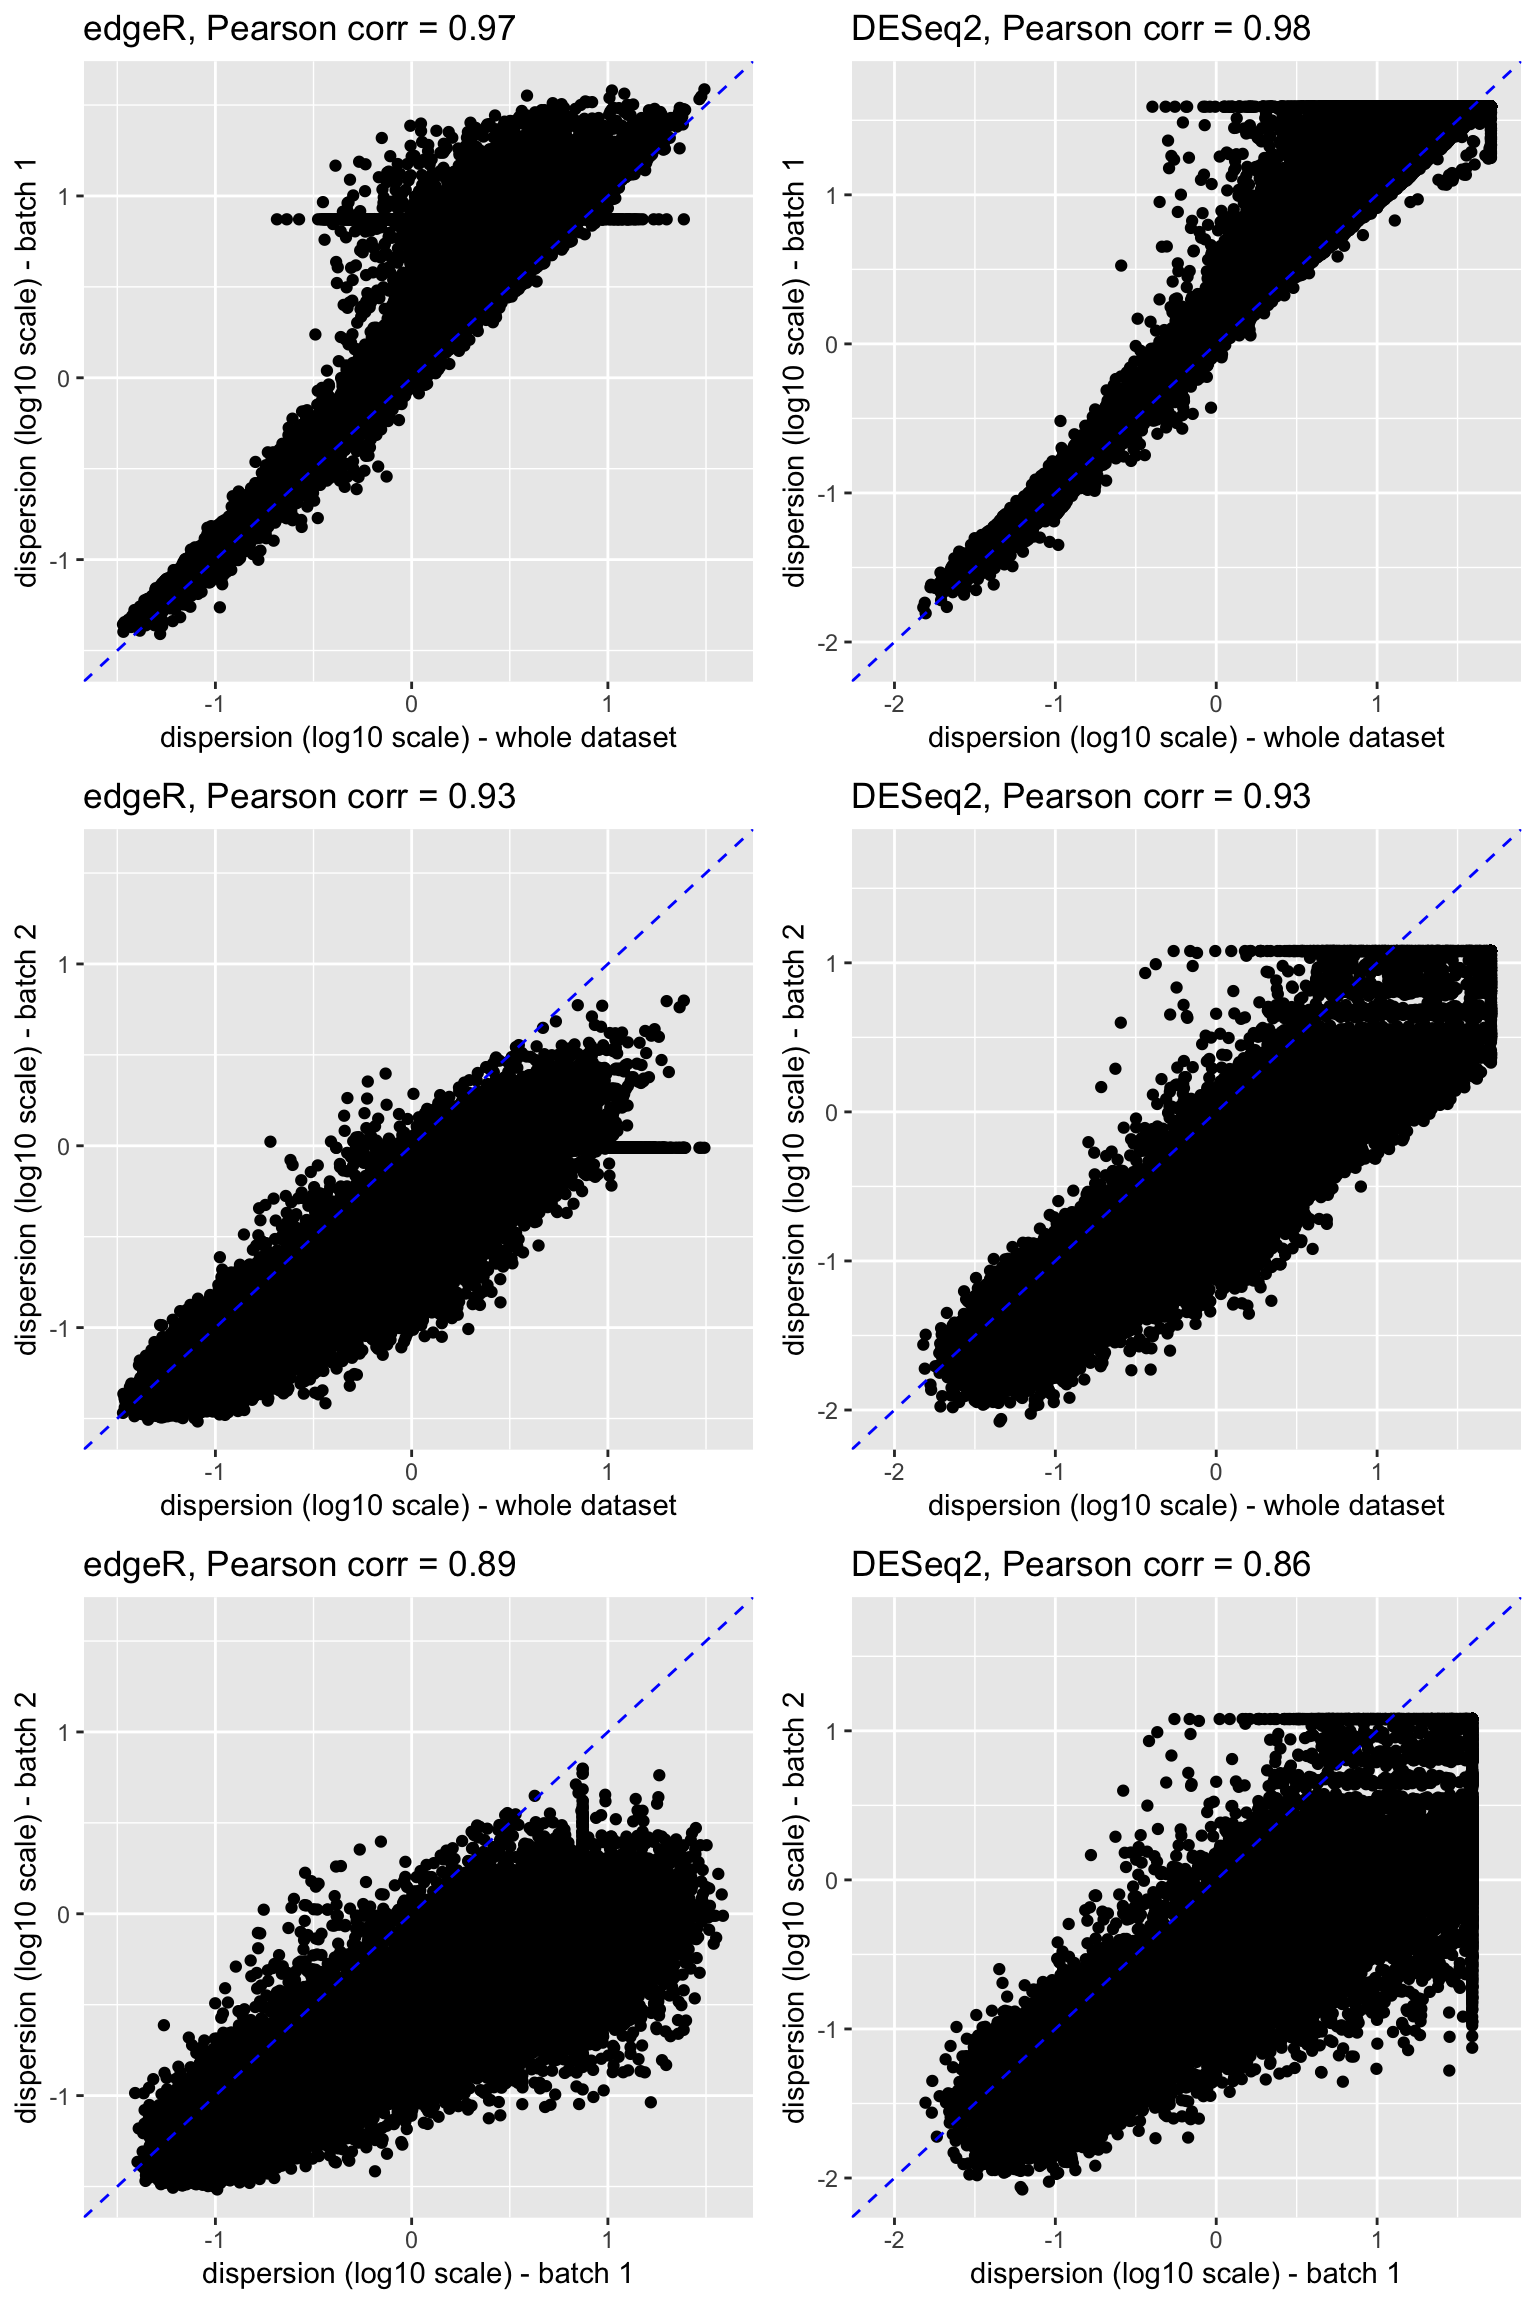 edgeR, Pearson corr = 0.97
dispersion (log10 scale) - batch 1
1
0
-1
-1
0
1
dispersion (log10 scale) - whole dataset
DESeq2, Pearson corr = 0.98
dispersion (log10 scale) - batch 1
1
0
-1
-2
-2
-1
0
1
dispersion (log10 scale) - whole dataset
edgeR, Pearson corr = 0.93
dispersion (log10 scale) - batch 2
1
0
-1
-1
0
1
dispersion (log10 scale) - whole dataset
DESeq2, Pearson corr = 0.93
dispersion (log10 scale) - batch 2
1
0
-1
-2
-2
-1
0
1
dispersion (log10 scale) - whole dataset
edgeR, Pearson corr = 0.89
dispersion (log10 scale) - batch 2
1
0
-1
-1
0
1
dispersion (log10 scale) - batch 1
DESeq2, Pearson corr = 0.86
dispersion (log10 scale) - batch 2
1
0
-1
-2
-2
-1
0
1
dispersion (log10 scale) - batch 1